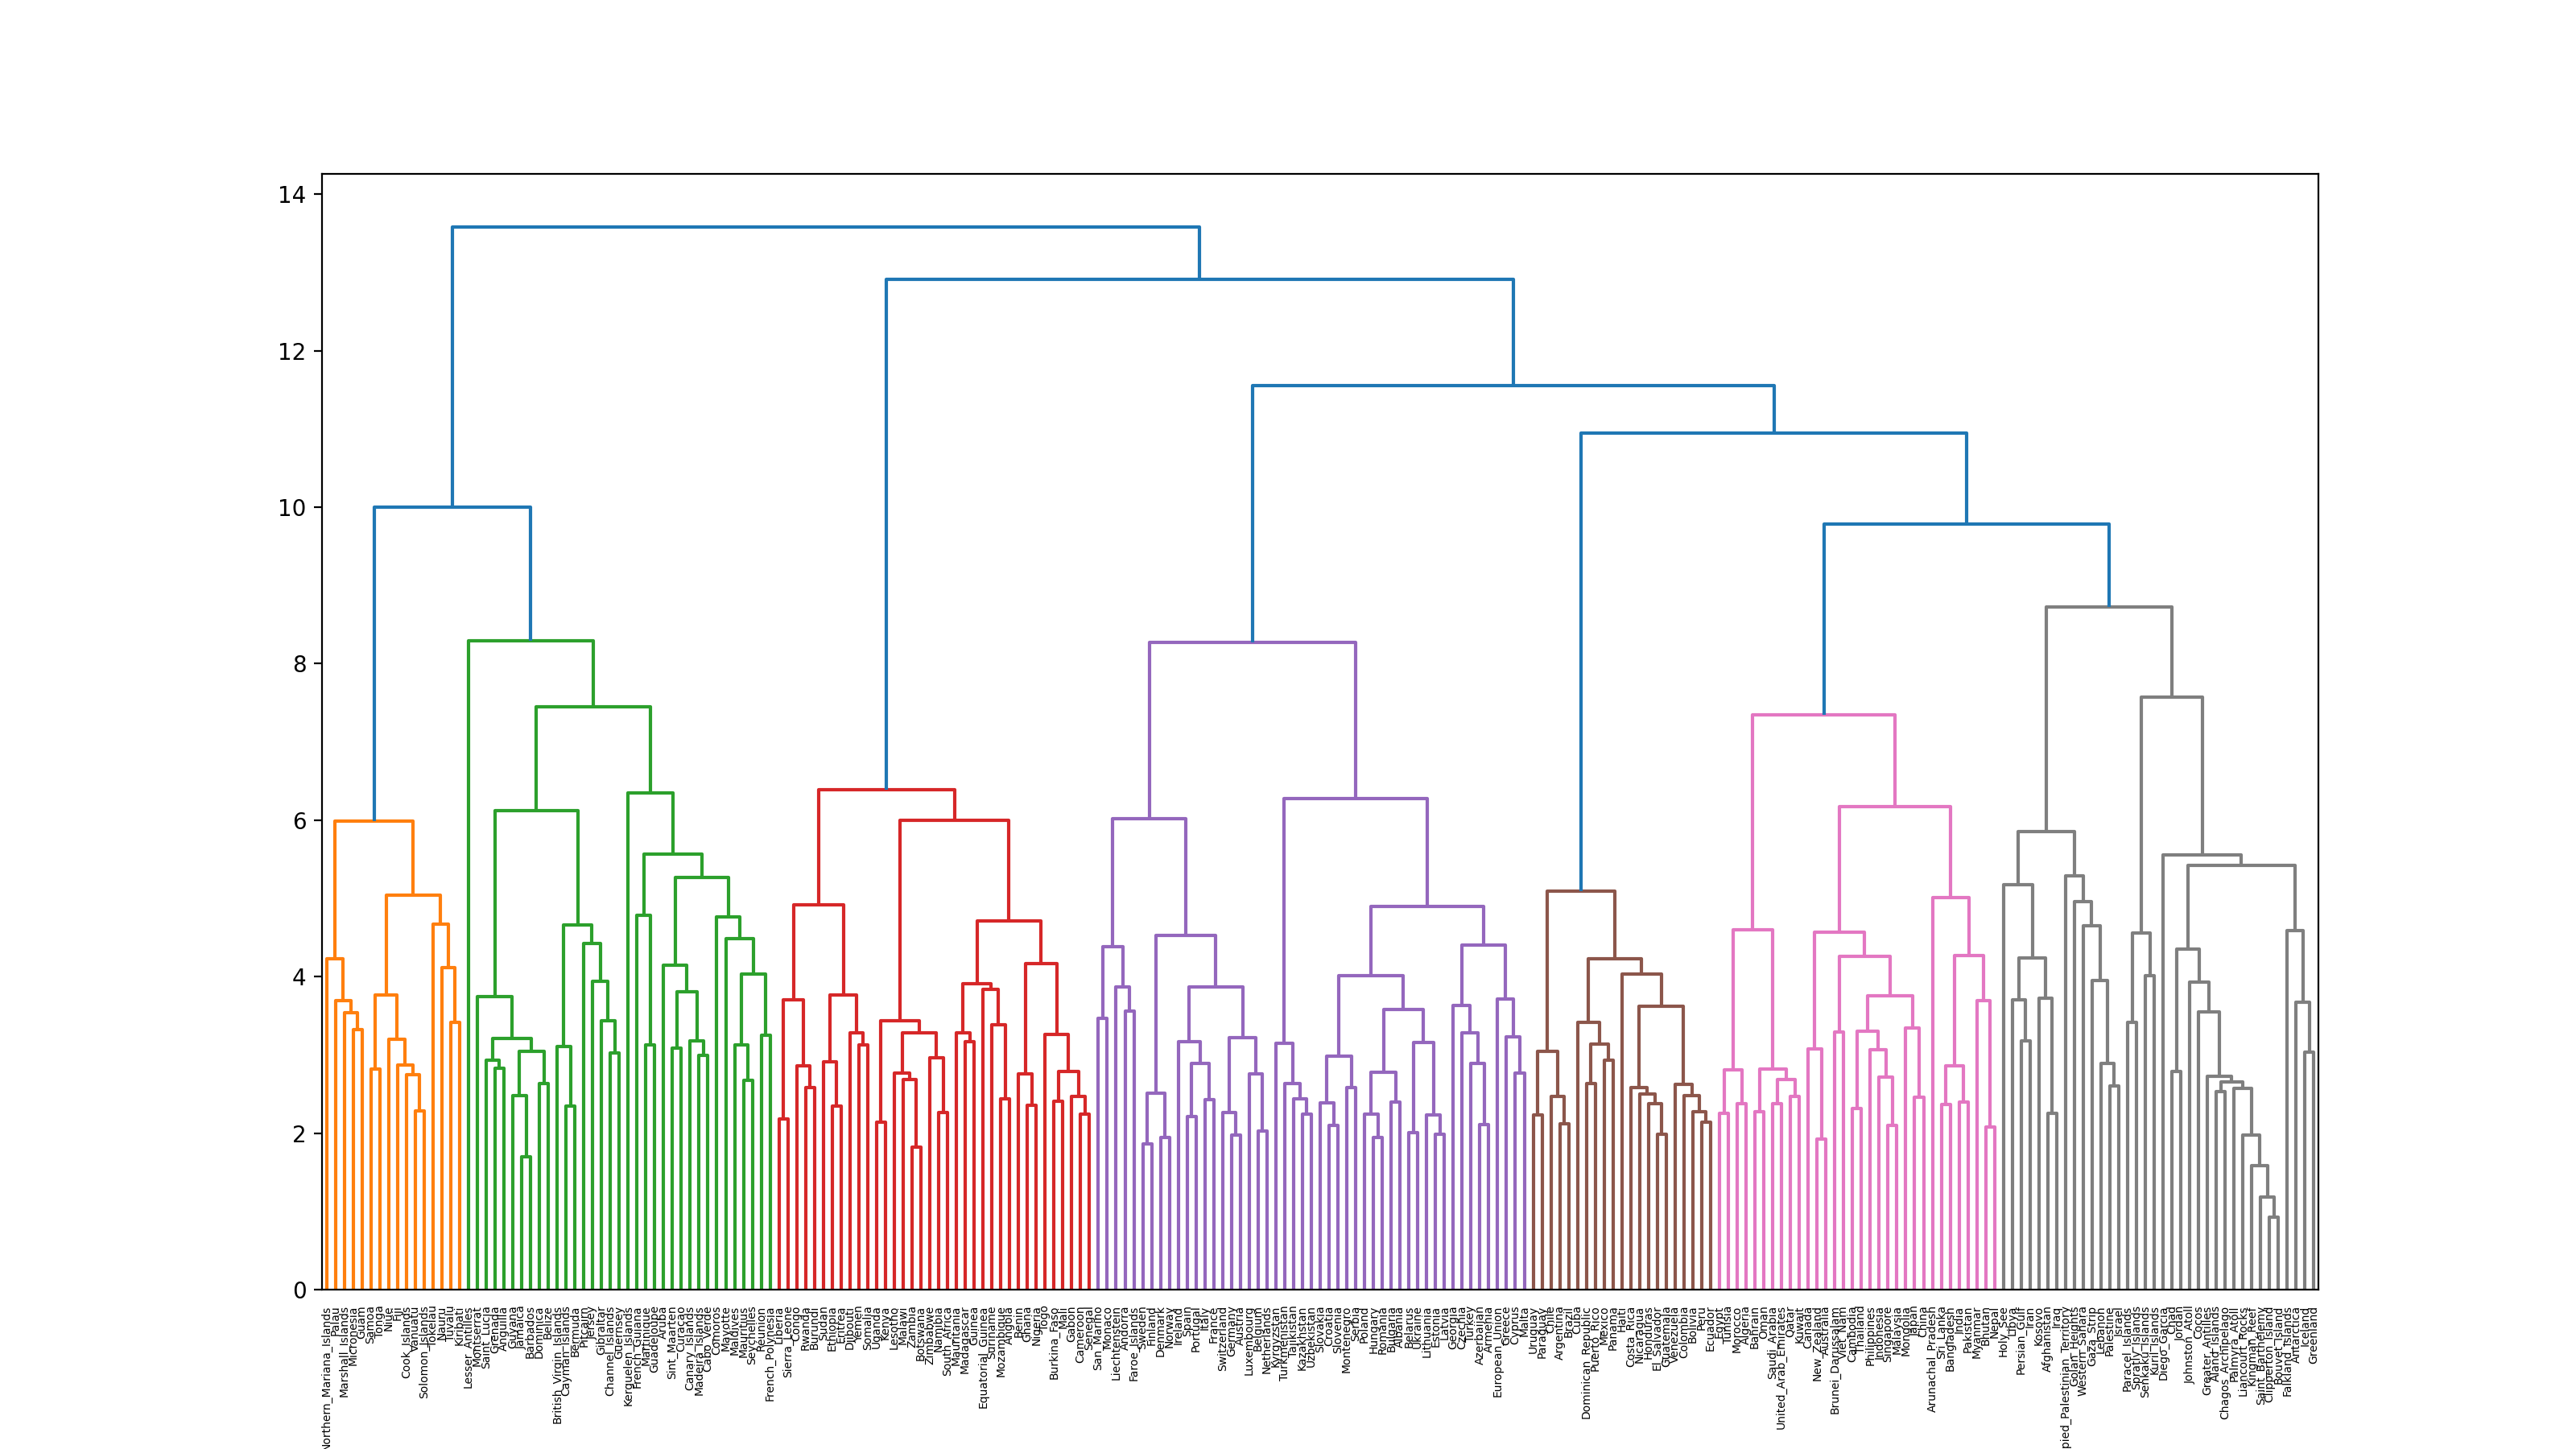 14
12
10
8
6
4
2
0
Northern_Mariana_Islands
Palau
Marshall_Islands
Micronesia
Guam
Samoa
Tonga
Niue
Fiji
Cook_Islands
Vanuatu
Solomon_Islands
Tokelau
Nauru
Tuvalu
Kiribati
Lesser_Antilles
Montserrat
Saint_Lucia
Grenada
Anguilla
Guyana
Jamaica
Barbados
Dominica
Belize
British_Virgin_Islands
Cayman_Islands
Bermuda
Pitcairn
Jersey
Gibraltar
Channel_Islands
Guernsey
Kerguelen_Islands
French_Guiana
Martinique
Guadeloupe
Aruba
Sint_Maarten
Curacao
Canary_Islands
Madeira_Islands
Cabo_Verde
Comoros
Mayotte
Maldives
Mauritius
Seychelles
Reunion
French_Polynesia
Liberia
Sierra_Leone
Congo
Rwanda
Burundi
Sudan
Ethiopia
Eritrea
Djibouti
Yemen
Somalia
Uganda
Kenya
Lesotho
Malawi
Zambia
Botswana
Zimbabwe
Namibia
South_Africa
Mauritania
Madagascar
Guinea
Equatorial_Guinea
Suriname
Mozambique
Angola
Benin
Ghana
Nigeria
Togo
Burkina_Faso
Mali
Gabon
Cameroon
Senegal
San_Marino
Monaco
Liechtenstein
Andorra
Faroe_Islands
Sweden
Finland
Denmark
Norway
Ireland
Spain
Portugal
Italy
France
Switzerland
Germany
Austria
Luxembourg
Belgium
Netherlands
Kyrgyzstan
Turkmenistan
Tajikistan
Kazakhstan
Uzbekistan
Slovakia
Croatia
Slovenia
Montenegro
Serbia
Poland
Hungary
Romania
Bulgaria
Albania
Belarus
Ukraine
Lithuania
Estonia
Latvia
Georgia
Czechia
Turkey
Azerbaijan
Armenia
European_Union
Greece
Cyprus
Malta
Uruguay
Paraguay
Chile
Argentina
Brazil
Cuba
Dominican_Republic
Puerto_Rico
Mexico
Panama
Haiti
Costa_Rica
Nicaragua
Honduras
El_Salvador
Guatemala
Venezuela
Colombia
Bolivia
Peru
Ecuador
Egypt
Tunisia
Morocco
Algeria
Bahrain
Oman
Saudi_Arabia
United_Arab_Emirates
Qatar
Kuwait
Canada
New_Zealand
Australia
Brunei_Darussalam
Viet_Nam
Cambodia
Thailand
Philippines
Indonesia
Singapore
Malaysia
Mongolia
Japan
China
Arunachal_Pradesh
Sri_Lanka
Bangladesh
India
Pakistan
Myanmar
Bhutan
Nepal
Holy_See
Libya
Persian_Gulf
Iran
Kosovo
Afghanistan
Iraq
pied_Palestinian_Territory
Golan_Heights
Western_Sahara
Gaza_Strip
Lebanon
Palestine
Israel
Paracel_Islands
Spratly_Islands
Senkaku_Islands
Kuril_Islands
Diego_Garcia
Chad
Jordan
Johnston_Atoll
Cocos
Greater_Antilles
Aland_Islands
Chagos_Archipelago
Palmyra_Atoll
Liancourt_Rocks
Kingman_Reef
Saint_Barthelemy
Clipperton_Island
Bouvet_Island
Falkland_Islands
Antarctica
Iceland
Greenland